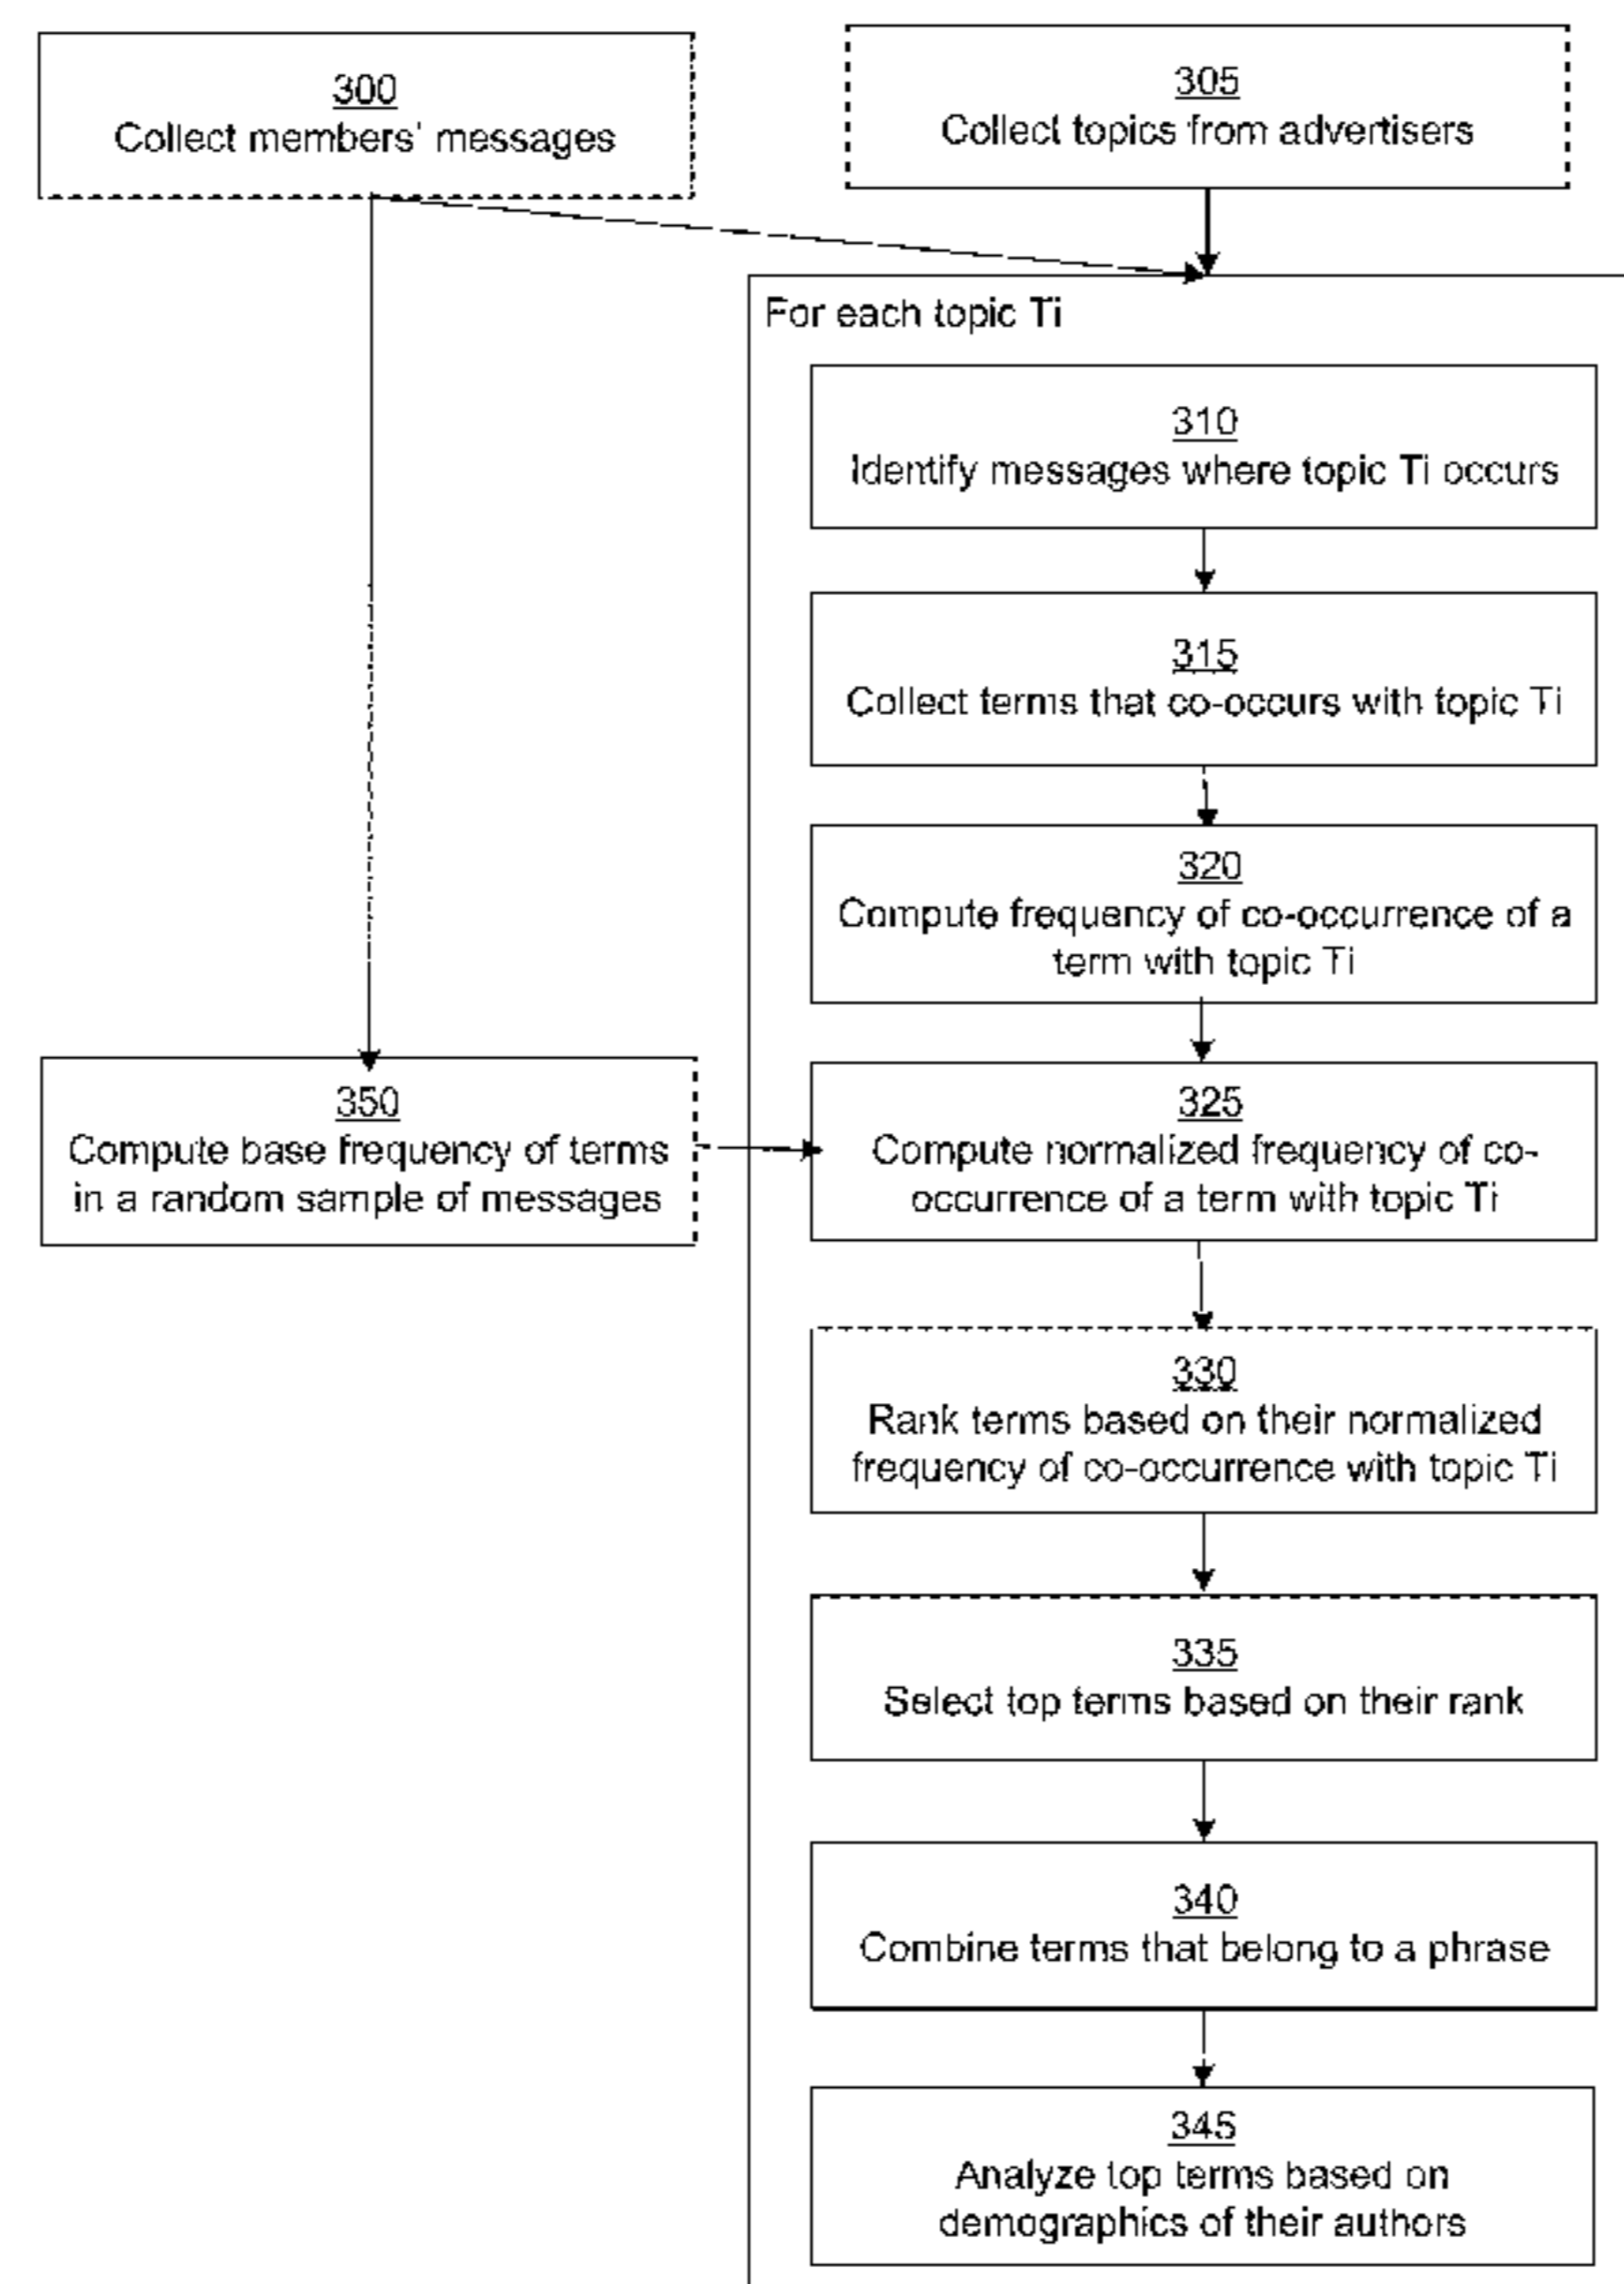 300
Collect members' messages
305
Collect topics from advertisers
For each topic Ti
310
Identify messages where topic Ti occurs
315
Collect terms that co-occurs with topic Ti
320
Compute frequency of co-occurrence of a
term with topic Ti
350
Compute base frequency of terms
in a random sample of messages
325
Compute normalized frequency of co-
occurrence of a term with topic Ti
330
Rank terms based on their normalized
frequency of co-occurrence with topic Ti
335
Select top terms based on their rank
340
Combine terms that belong to a phrase
345
Analyze top terms based on
demographics of their authors